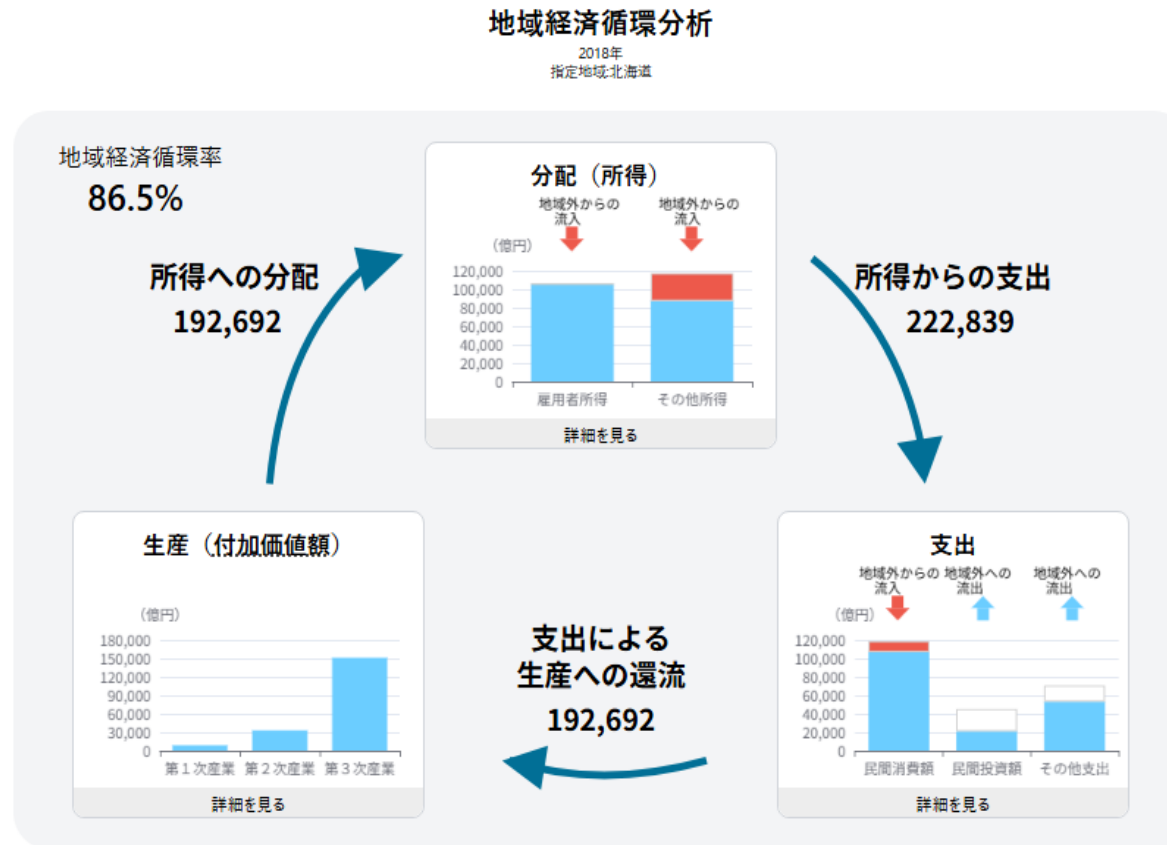 地域経済循環分析
2018年
指定地域:北海道
地域経済循環率
86.5%
所得への分配
192,692
分配（所得）
地域外からの
流入
地域外からの
流入
（億円）
120,000
100,000
80,000
60,000
40,000
20,000
0
雇用者所得
その他所得
詳細を見る
所得からの支出
222,839
生産（付加価値額）
（億円）
180,000
150,000
120,000
90,000
60,000
30,000
0
第１次産業
第２次産業
第３次産業
詳細を見る
支出による
生産への還流
192,692
支出
地域外からの
流入
地域外への
流出
地域外への
流出
（億円）
120,000
100,000
80,000
60,000
40,000
20,000
0
民間消費額
民間投資額
その他支出
詳細を見る